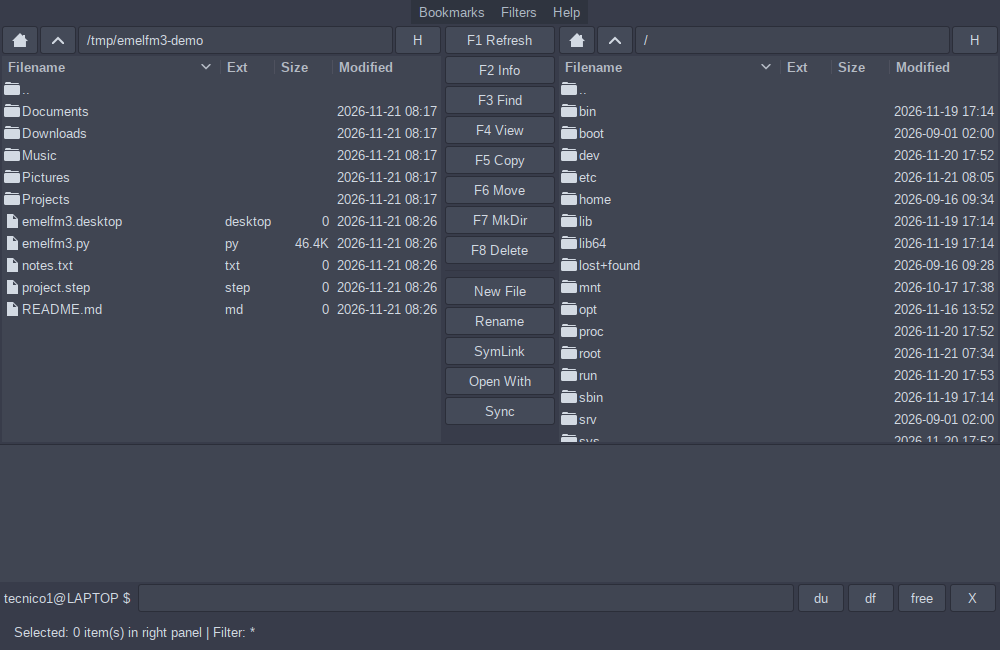 Bookmarks Filters Help
/tmp/emelfm3-demo H F1 Refresh / H
Filename Ext Size Modified F2 Info Filename Ext Size Modified
.. ..
Documents 2026-11-21 08:17 F3 Find bin 2026-11-19 17:14
Downloads 2026-11-21 08:17 F4 View boot 2026-09-01 02:00
Music 2026-11-21 08:17 F5 Copy dev 2026-11-20 17:52
Pictures 2026-11-21 08:17 etc 2026-11-21 08:05
Projects 2026-11-21 08:17 F6 Move home 2026-09-16 09:34
emelfm3.desktop desktop 0 2026-11-21 08:26 F7 MkDir lib 2026-11-19 17:14
emelfm3.py py 46.4K 2026-11-21 08:26 F8 Delete lib64 2026-11-19 17:14
notes.txt txt 0 2026-11-21 08:26 lost+found 2026-09-16 09:28
project.step step 0 2026-11-21 08:26 New File mnt 2026-10-17 17:38
README.md md 0 2026-11-21 08:26 Rename opt 2026-11-16 13:52
proc 2026-11-20 17:52
SymLink root 2026-11-21 07:34
Open With run 2026-11-20 17:53
sbin 2026-11-19 17:14
Sync srv 2026-09-01 02:00
sys 2026-11-20 17:52
tecnico1@LAPTOP $ du df free X
Selected: 0 item(s) in right panel | Filter: *